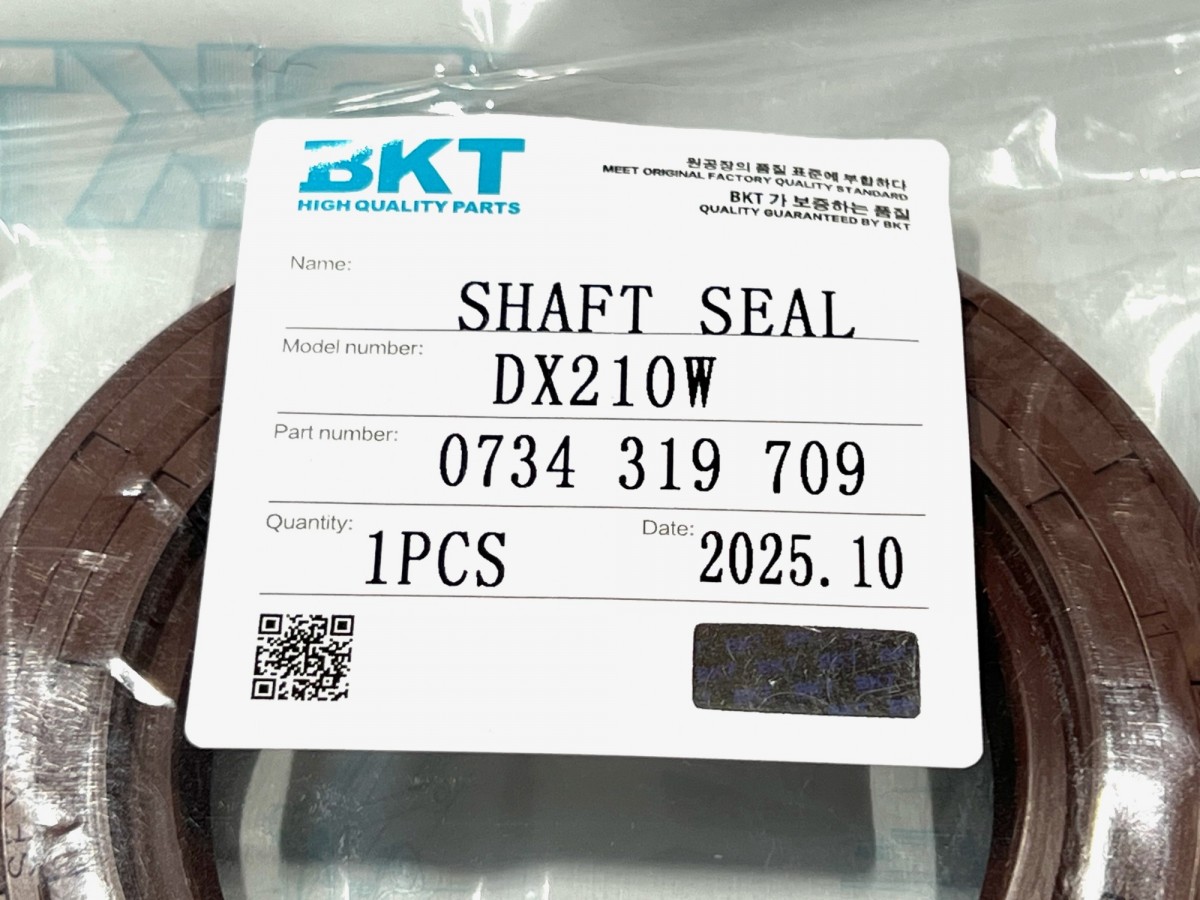 BKT
HIGH QUALITY PARTS
원공장의 품질 표준에 부합하다
MEET ORIGINAL FACTORY QUALITY STANDARD
BKT 가 보증하는 품질
QUALITY GUARANTEED BY BKT
Name: SHAFT SEAL
Model number: DX210W
Part number: 0734 319 709
Quantity: 1PCS Date: 2025.10
BKT